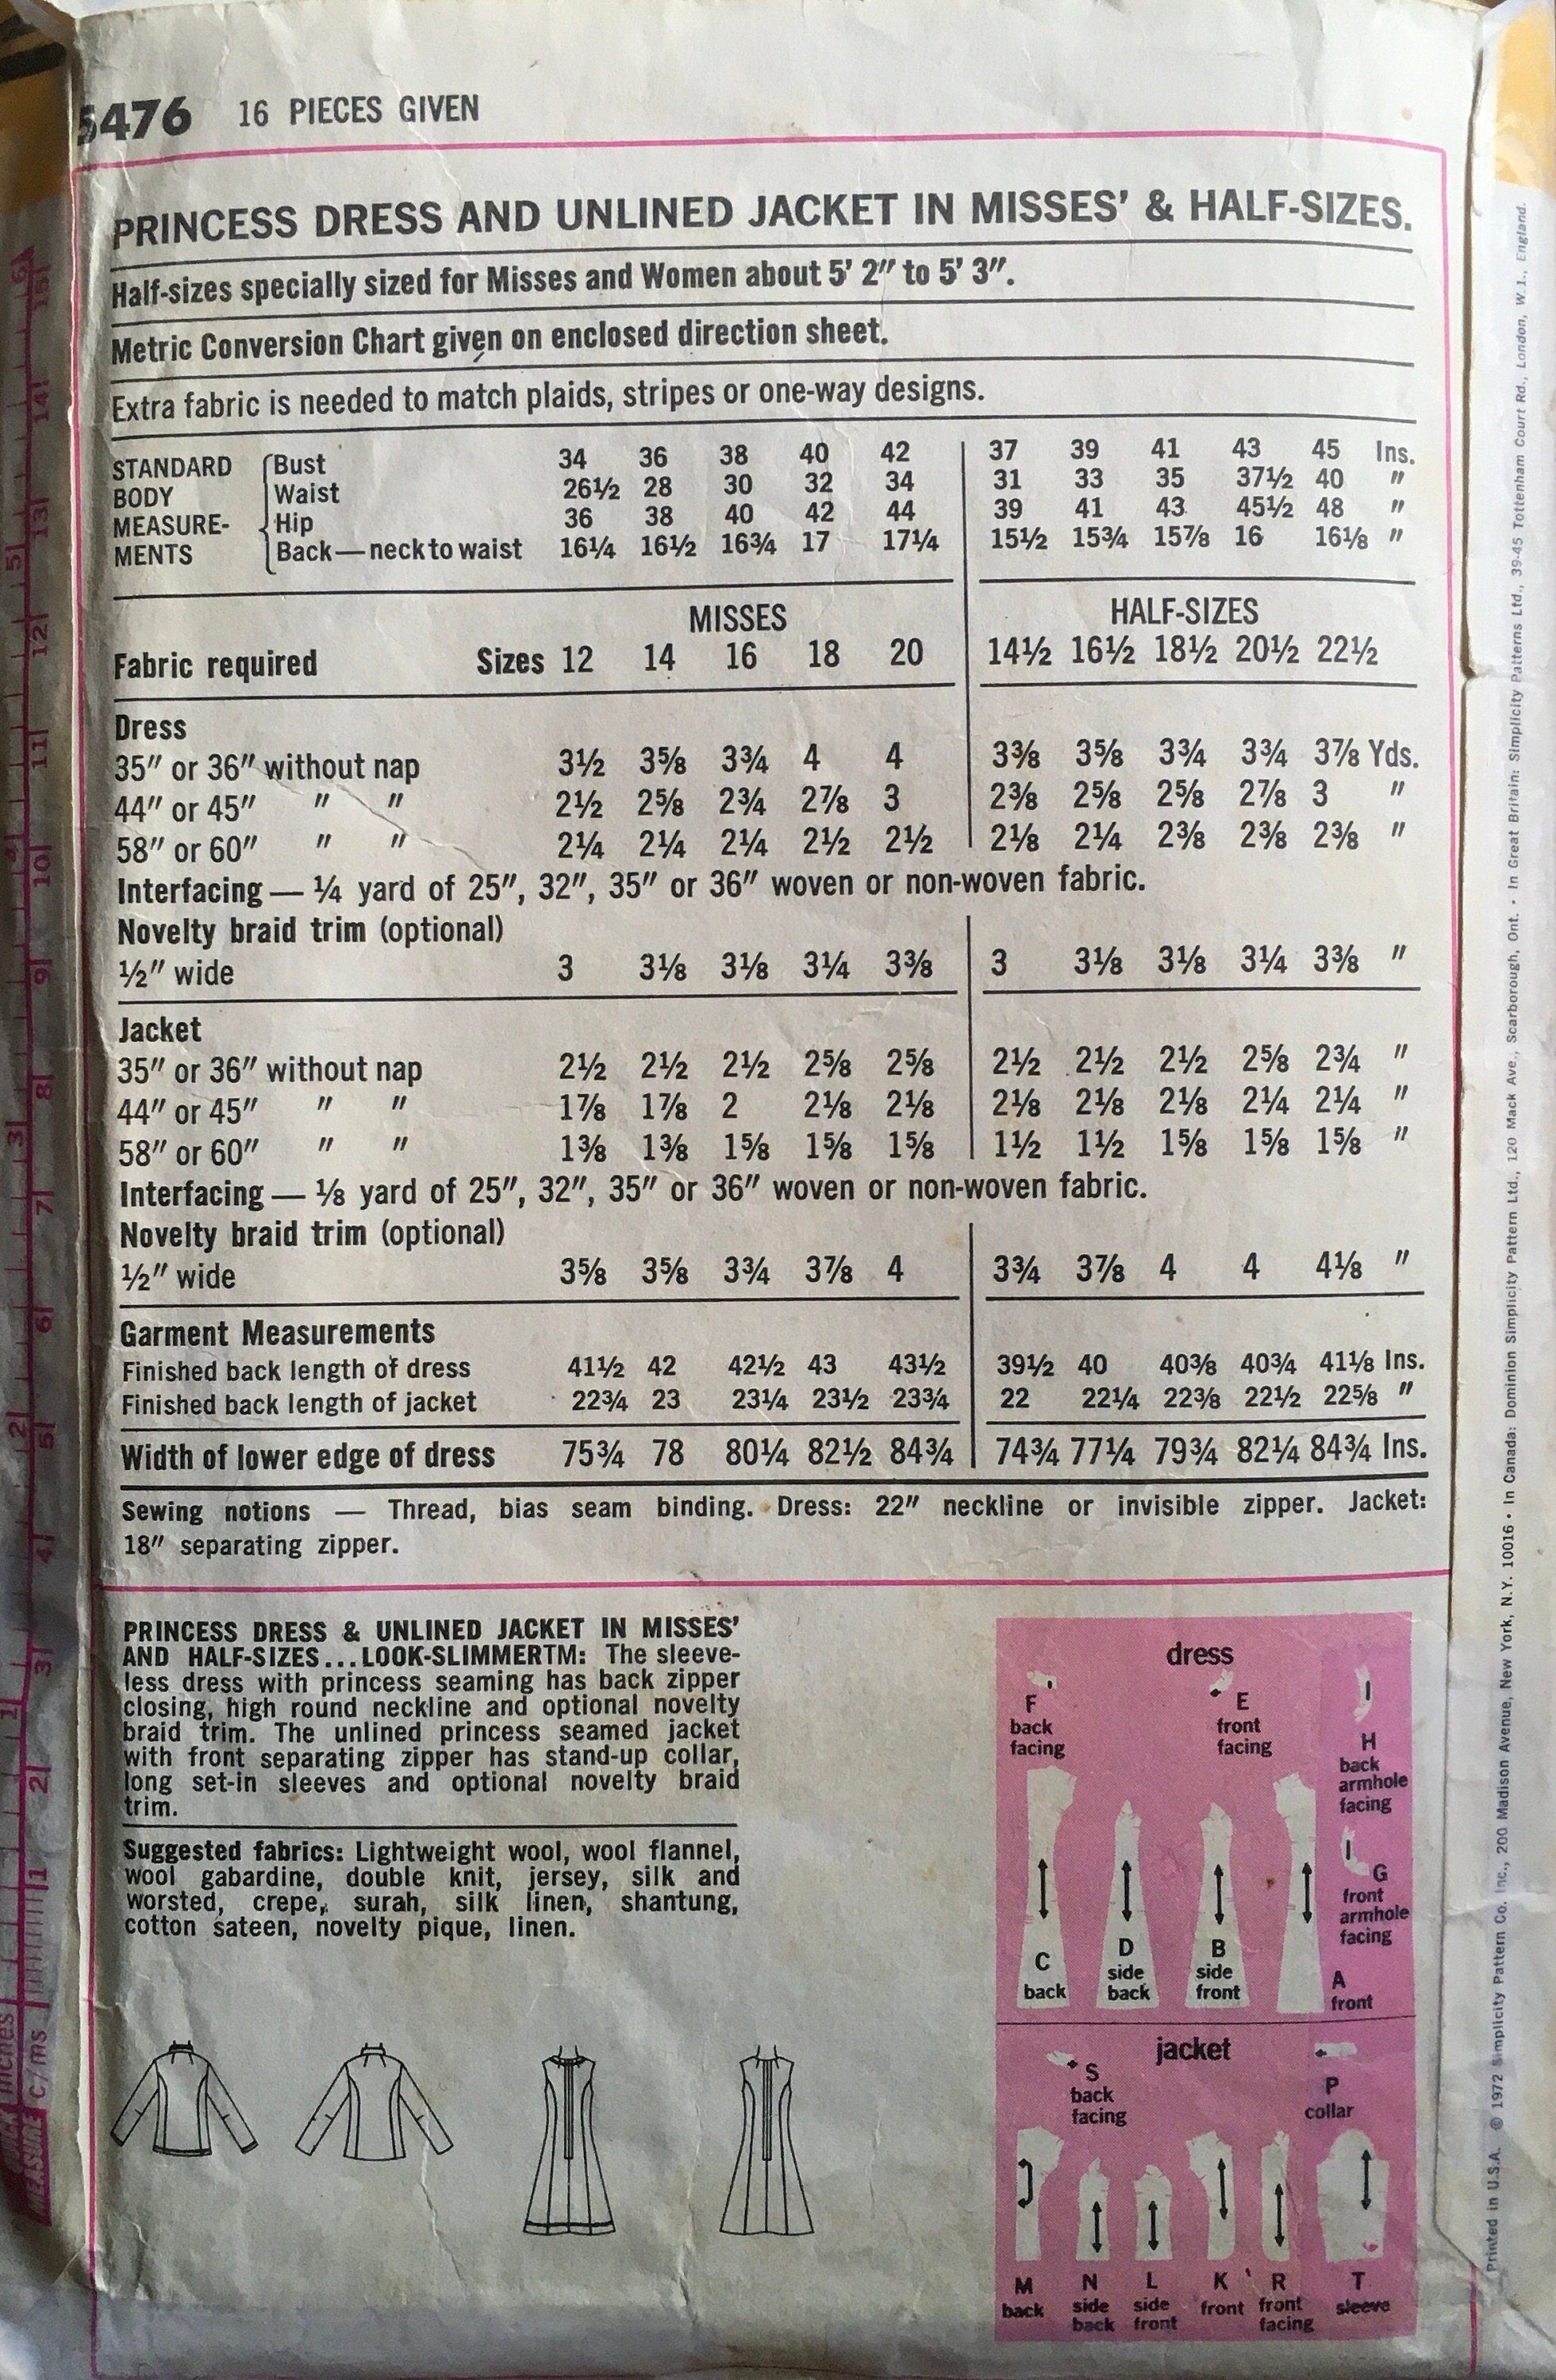 5476 16 PIECES GIVEN
PRINCESS DRESS AND UNLINED JACKET IN MISSES' & HALF-SIZES.
Half-sizes specially sized for Misses and Women about 5' 2" to 5' 3".
Metric Conversion Chart given on enclosed direction sheet.
Extra fabric is needed to match plaids, stripes or one-way designs.
STANDARD Bust 34 36 38 40 42 37 39 41 43 45 Ins.
BODY Waist 26½ 28 30 32 34 31 33 35 37½ 40 "
MEASURE- Hip 36 38 40 42 44 39 41 43 45½ 48 "
MENTS Back—neck to waist 16¼ 16½ 16¾ 17 17¼ 15½ 15¾ 15⅞ 16 16⅛ "
MISSES HALF-SIZES
Fabric required Sizes 12 14 16 18 20 14½ 16½ 18½ 20½ 22½
Dress
35" or 36" without nap 3½ 3⅝ 3¾ 4 4 3⅜ 3⅝ 3¾ 3¾ 3⅞ Yds.
44" or 45" " " 2½ 2⅝ 2¾ 2⅞ 3 2⅜ 2⅝ 2⅝ 2⅞ 3 "
58" or 60" " " 2¼ 2¼ 2¼ 2½ 2½ 2⅛ 2¼ 2⅜ 2⅜ 2⅜ "
Interfacing — ¼ yard of 25", 32", 35" or 36" woven or non-woven fabric.
Novelty braid trim (optional)
½" wide 3 3⅛ 3⅛ 3¼ 3⅜ 3 3⅛ 3⅛ 3¼ 3⅜ "
Jacket
35" or 36" without nap 2½ 2½ 2½ 2⅝ 2⅝ 2½ 2½ 2½ 2⅝ 2¾ "
44" or 45" " " 1⅞ 1⅞ 2 2⅛ 2⅛ 2⅛ 2⅛ 2⅛ 2¼ 2¼ "
58" or 60" " " 1⅜ 1⅜ 1⅝ 1⅝ 1⅝ 1½ 1½ 1⅝ 1⅝ 1⅝ "
Interfacing — ⅛ yard of 25", 32", 35" or 36" woven or non-woven fabric.
Novelty braid trim (optional)
½" wide 3⅝ 3⅝ 3¾ 3⅞ 4 3¾ 3⅞ 4 4 4⅛ "
Garment Measurements
Finished back length of dress 41½ 42 42½ 43 43½ 39½ 40 40⅜ 40¾ 41⅛ Ins.
Finished back length of jacket 22¾ 23 23¼ 23½ 23¾ 22 22¼ 22⅜ 22½ 22⅝ "
Width of lower edge of dress 75¾ 78 80¼ 82½ 84¾ 74¾ 77¼ 79¾ 82¼ 84¾ Ins.
Sewing notions — Thread, bias seam binding. Dress: 22" neckline or invisible zipper. Jacket:
18" separating zipper.
PRINCESS DRESS & UNLINED JACKET IN MISSES'
AND HALF-SIZES...LOOK-SLIMMERTM: The sleeve-
less dress with princess seaming has back zipper
closing, high round neckline and optional novelty
braid trim. The unlined princess seamed jacket
with front separating zipper has stand-up collar,
long set-in sleeves and optional novelty braid
trim.
Suggested fabrics: Lightweight wool, wool flannel,
wool gabardine, double knit, jersey, silk and
worsted, crepe, surah, silk linen, shantung,
cotton sateen, novelty pique, linen.
dress
F
back
facing
E
front
facing
H
back
armhole
facing
G
front
armhole
facing
C
back
D
side
back
B
side
front
A
front
jacket
S
back
facing
P
collar
M
back
N
side
back
L
side
front
K
front
R
front
facing
T
sleeve
Printed in U.S.A. © 1972 Simplicity Pattern Co. Inc., 200 Madison Avenue, New York, N.Y. 10016 • In Canada: Dominion Simplicity Pattern Ltd., 120 Mack Ave., Scarborough, Ont. • In Great Britain: Simplicity Patterns Ltd., 39-45 Tottenham Court Rd., London, W.1., England.
inches
c/ms
MEASURE
1 2 3 4 5 6
1 2 3 4 5 6 7 8 9 10 11 12 13 14 15